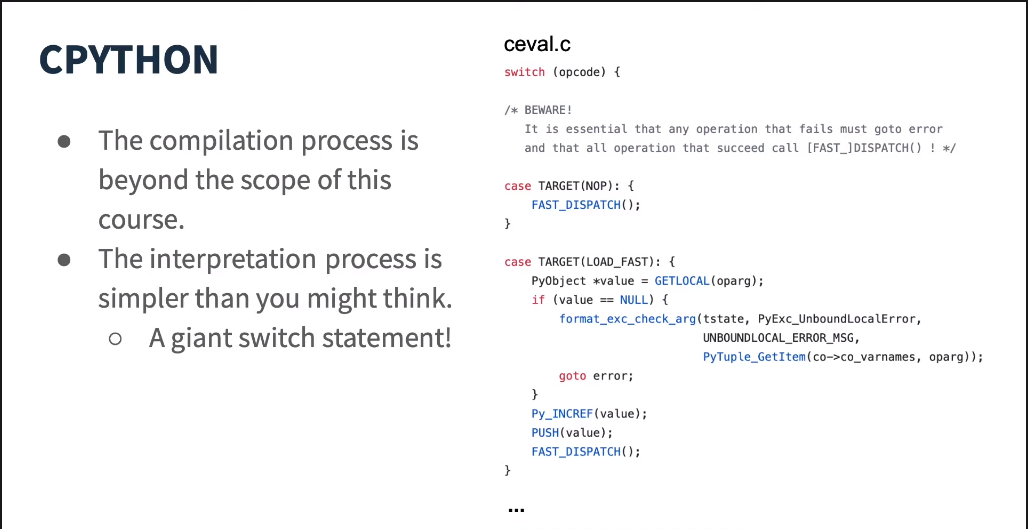 CPYTHON
● The compilation process is
beyond the scope of this
course.
● The interpretation process is
simpler than you might think.
○ A giant switch statement!
ceval.c
switch (opcode) {
/* BEWARE!
It is essential that any operation that fails must goto error
and that all operation that succeed call [FAST_]DISPATCH() ! */
case TARGET(NOP): {
FAST_DISPATCH();
}
case TARGET(LOAD_FAST): {
PyObject *value = GETLOCAL(oparg);
if (value == NULL) {
format_exc_check_arg(tstate, PyExc_UnboundLocalError,
UNBOUNDLOCAL_ERROR_MSG,
PyTuple_GetItem(co->co_varnames, oparg));
goto error;
}
Py_INCREF(value);
PUSH(value);
FAST_DISPATCH();
}
...